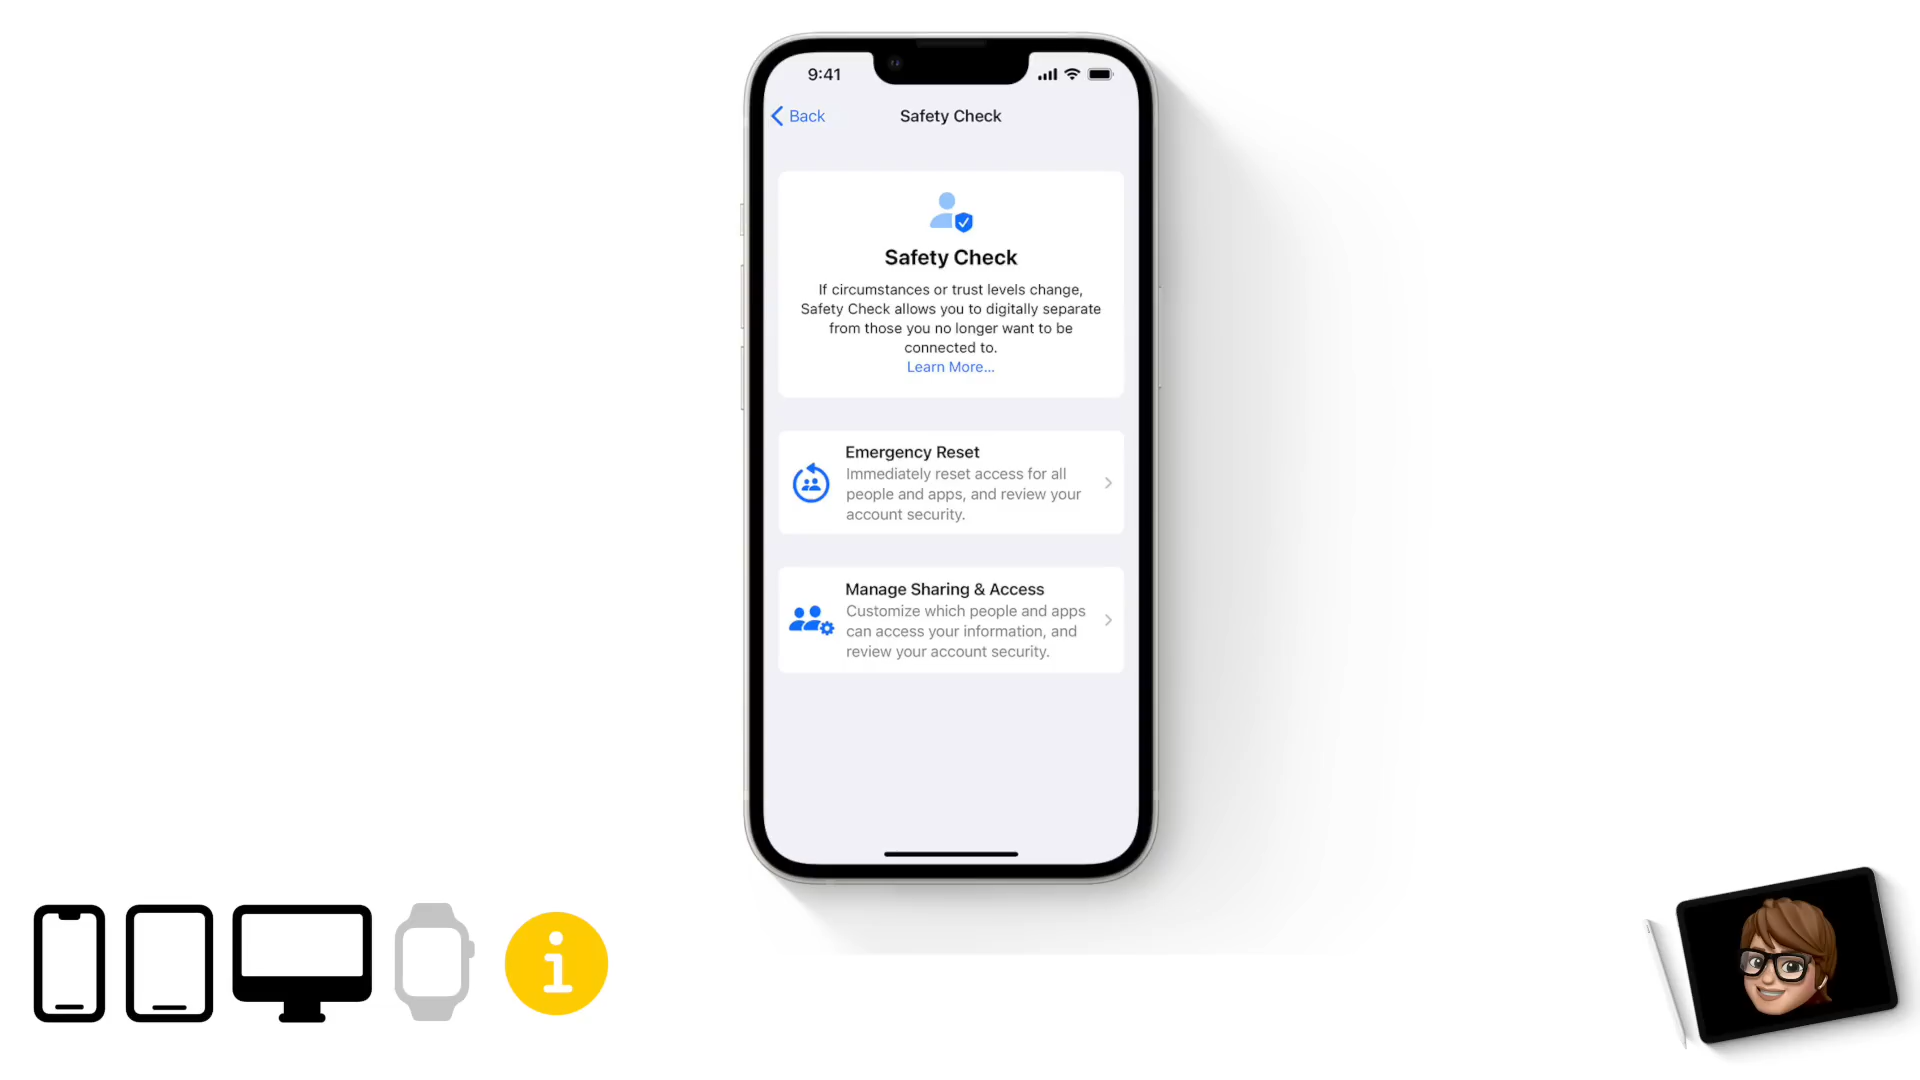 9:41
Back
Safety Check
Safety Check
If circumstances or trust levels change,
Safety Check allows you to digitally separate
from those you no longer want to be
connected to.
Learn More...
Emergency Reset
Immediately reset access for all
people and apps, and review your
account security.
Manage Sharing & Access
Customize which people and apps
can access your information, and
review your account security.